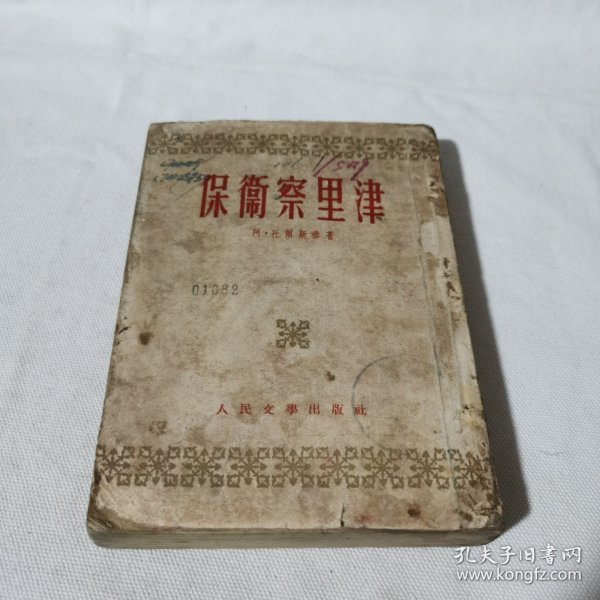 保衞察里津
阿·托爾斯泰著
01082
人民文學出版社
孔夫子旧书网
www.kongfz.com